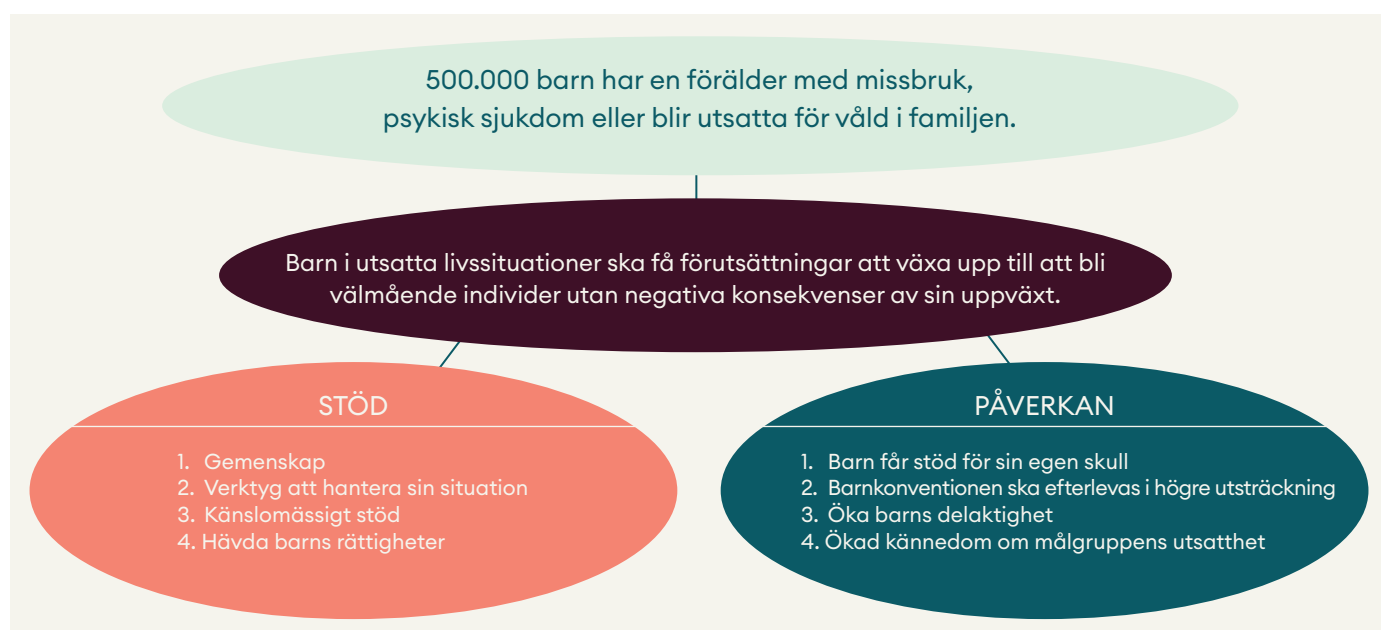 500.000 barn har en förälder med missbruk,
psykisk sjukdom eller blir utsatta för våld i familjen.
Barn i utsatta livssituationer ska få förutsättningar att växa upp till att bli
välmående individer utan negativa konsekvenser av sin uppväxt.
STÖD
1. Gemenskap
2. Verktyg att hantera sin situation
3. Känslomässigt stöd
4. Hävda barns rättigheter
PÅVERKAN
1. Barn får stöd för sin egen skull
2. Barnkonventionen ska efterlevas i högre utsträckning
3. Öka barns delaktighet
4. Ökad kännedom om målgruppens utsatthet